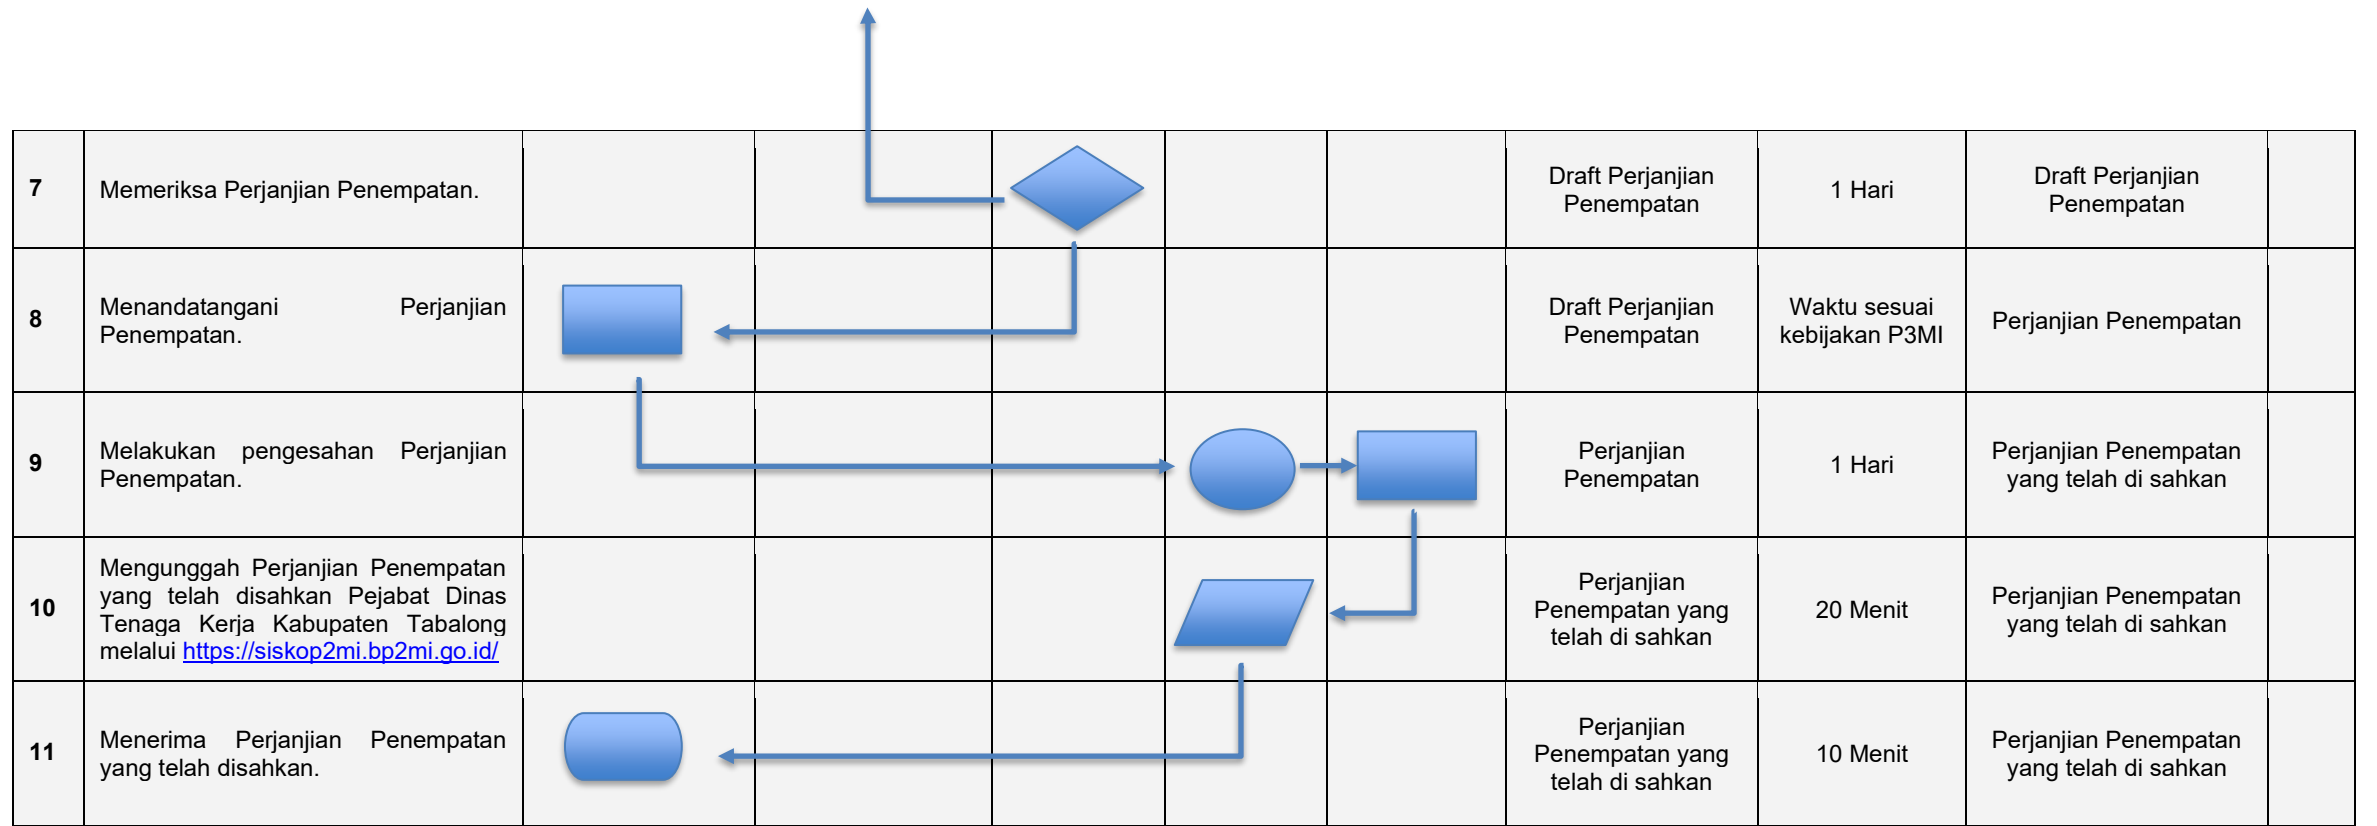 7
Memeriksa Perjanjian Penempatan.
Draft Perjanjian
Penempatan
1 Hari
Draft Perjanjian
Penempatan
8
Menandatangani Perjanjian
Penempatan.
Draft Perjanjian
Penempatan
Waktu sesuai
kebijakan P3MI
Perjanjian Penempatan
9
Melakukan pengesahan Perjanjian
Penempatan.
Perjanjian
Penempatan
1 Hari
Perjanjian Penempatan
yang telah di sahkan
10
Mengunggah Perjanjian Penempatan
yang telah disahkan Pejabat Dinas
Tenaga Kerja Kabupaten Tabalong
melalui https://siskop2mi.bp2mi.go.id/
Perjanjian
Penempatan yang
telah di sahkan
20 Menit
Perjanjian Penempatan
yang telah di sahkan
11
Menerima Perjanjian Penempatan
yang telah disahkan.
Perjanjian
Penempatan yang
telah di sahkan
10 Menit
Perjanjian Penempatan
yang telah di sahkan